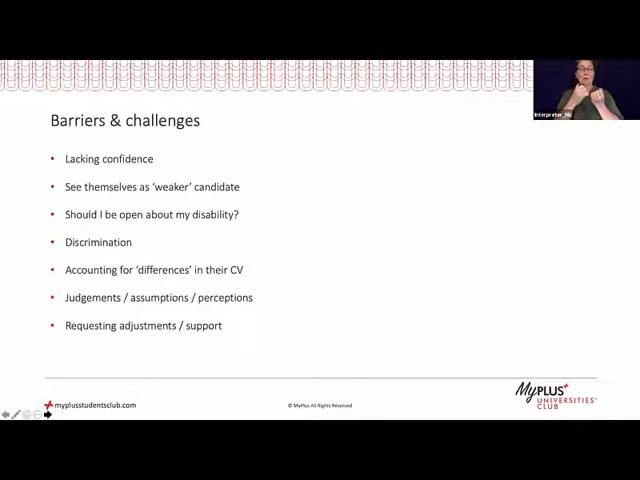 Interpreter_Nic
Barriers & challenges
• Lacking confidence
• See themselves as ‘weaker’ candidate
• Should I be open about my disability?
• Discrimination
• Accounting for ‘differences’ in their CV
• Judgements / assumptions / perceptions
• Requesting adjustments / support
myplusstudentsclub.com
© MyPlus All Rights Reserved
MyPLUS+
UNIVERSITIES'
CLUB